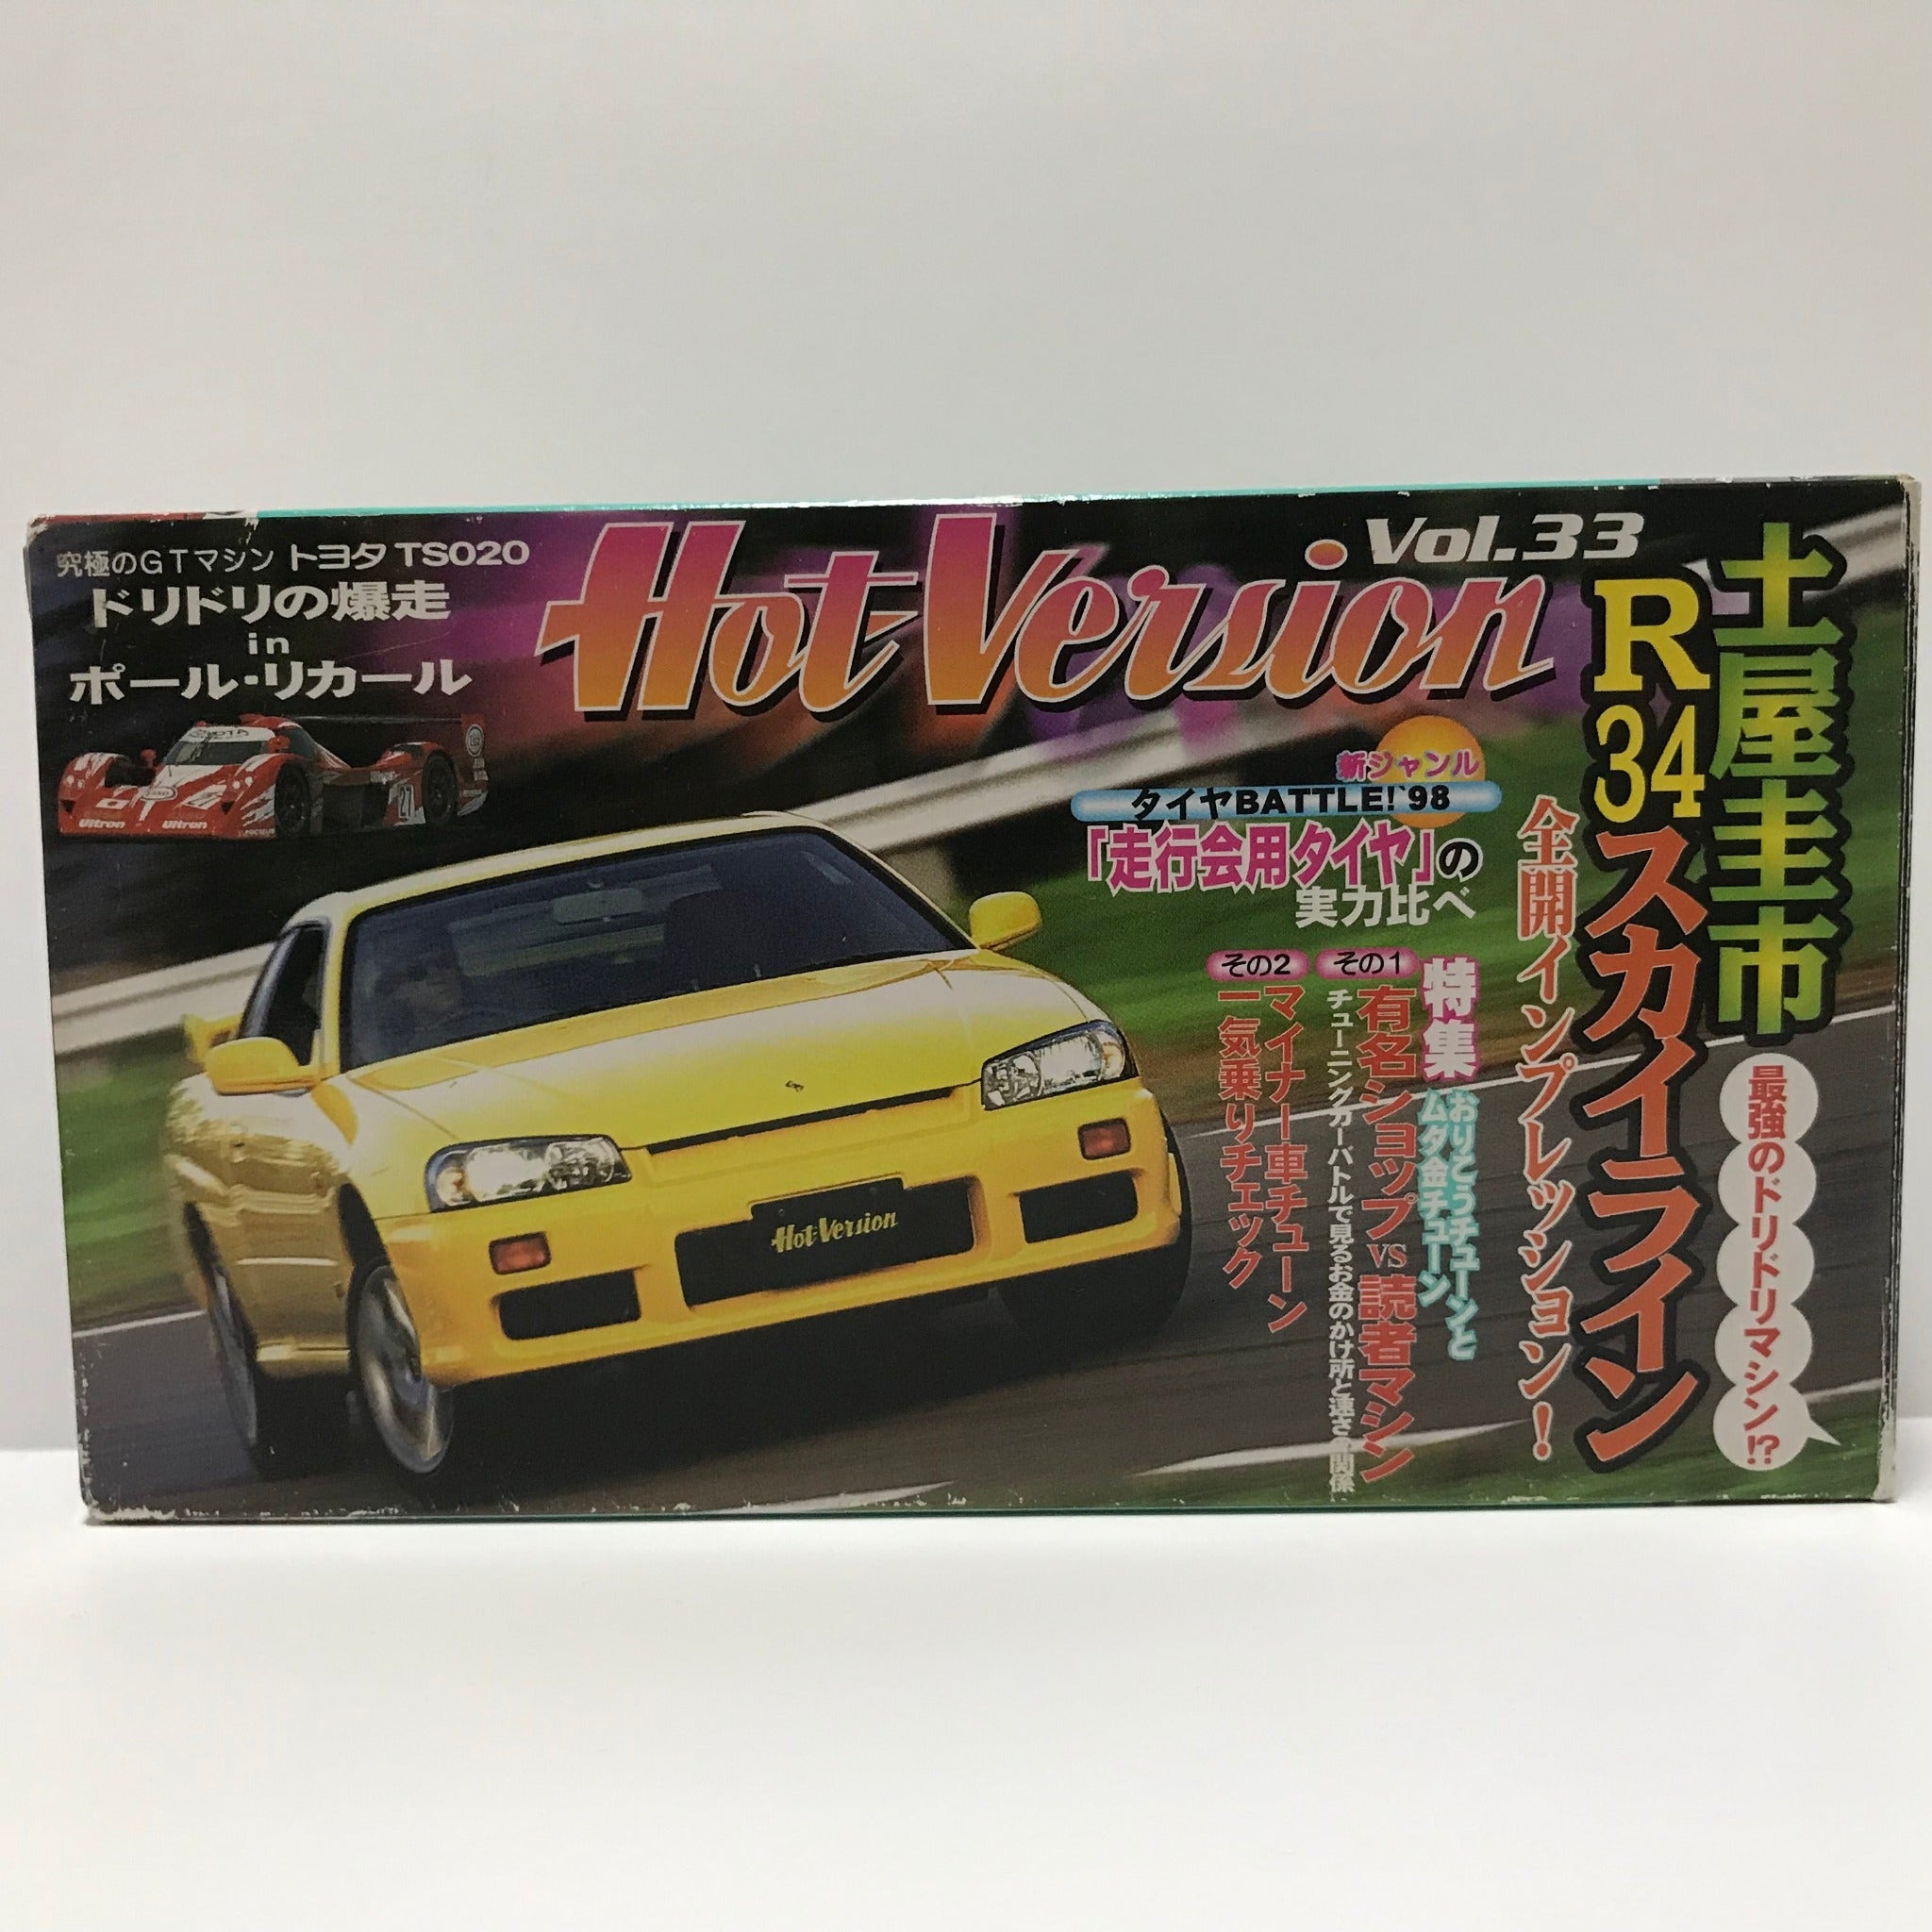 究極のGTマシン トヨタ TS020
ドリドリの爆走
in
ポール・リカール
Hot Version
Vol.33
土屋圭市
R34スカイライン
全開インプレッション!
最強のドリドリマシン!?
新ジャンル
タイヤBATTLE!'98
「走行会用タイヤ」の
実力比べ
特集
おりこうチューンと
ムダ金チューン
その1
有名ショップVS読者マシン
チューニングカーバトルで見るお金のかけ所と速さ関係
その2
マイナー車チューン
一気乗りチェック
Hot Version
Ultron
Ultron
27